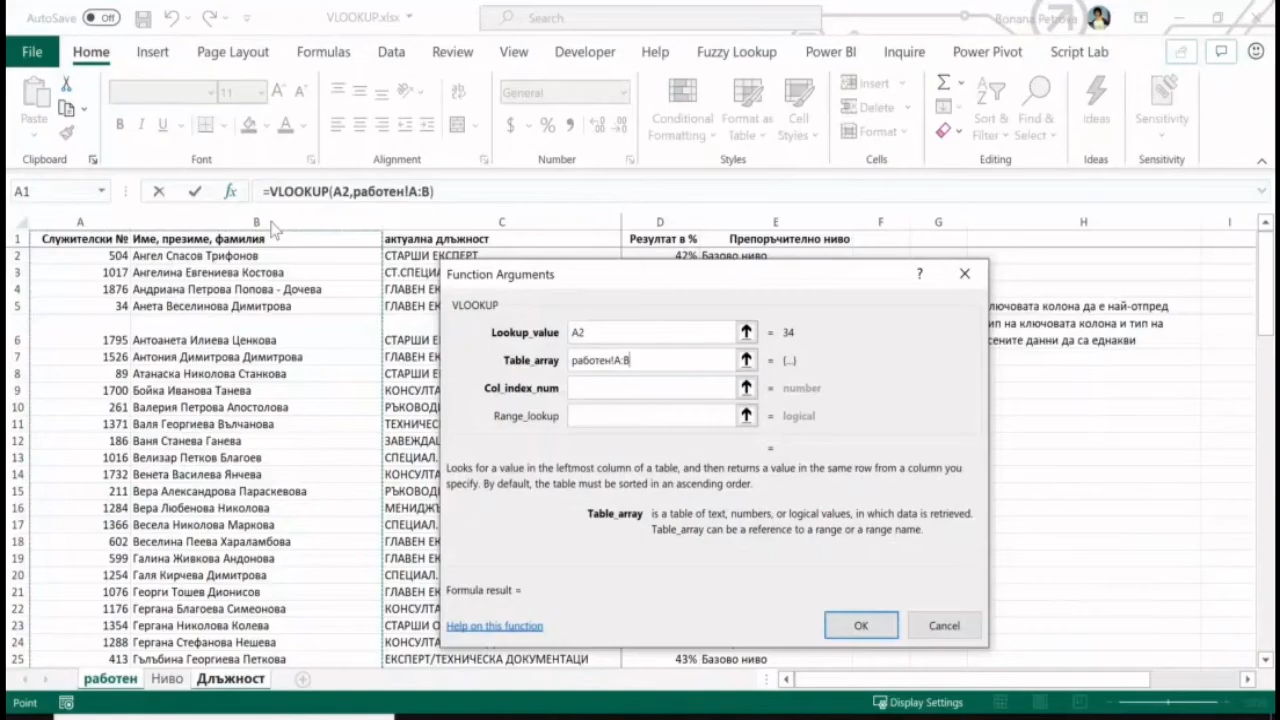 AutoSave Off VLOOKUP.xlsx Search
File Home Insert Page Layout Formulas Data Review View Developer Help Fuzzy Lookup Power BI Inquire Power Pivot Script Lab
Paste 11 General Conditional Formatting Format as Table Cell Styles Insert Delete Format Sort & Filter Find & Select Ideas Sensitivity
Clipboard Font Alignment Number Styles Cells Editing Ideas Sensitivity
A1 fx =VLOOKUP(A2,работен!A:B)
A B C D E F G H I
1 Служителски № Име, презиме, фамилия актуална длъжност Резултат в % Препоръчително ниво
2 504 Ангел Спасов Трифонов СТАРШИ ЕКСПЕРТ 42% Базово ниво
3 1017 Ангелина Евгениева Костова СТ.СПЕЦИА
4 1876 Андриана Петрова Попова - Дочева ГЛАВЕН ЕК
5 34 Анета Веселинова Димитрова ГЛАВЕН ЕК
6 1795 Антоанета Илиева Ценкова СТАРШИ Е
7 1526 Антония Димитрова Димитрова ГЛАВЕН ЕК
8 89 Атанаска Николова Станкова СТАРШИ Е
9 1700 Бойка Иванова Танева КОНСУЛТА
10 261 Валерия Петрова Апостолова РЪКОВОДИ
11 1371 Валя Георгиева Вълчанова ТЕХНИЧЕС
12 186 Ваня Станева Ганева ЗАВЕЖДАЩ
13 1016 Велизар Петков Благоев СПЕЦИАЛ.
14 1732 Венета Василева Янчева КОНСУЛТА
15 211 Вера Александрова Параскевова РЪКОВОДИ
16 1284 Вера Любенова Николова МЕНИДЖЪ
17 1366 Весела Николова Маркова СПЕЦИАЛ.
18 602 Веселина Пеева Хараламбова ГЛАВЕН ЕК
19 599 Галина Живкова Андонова ГЛАВЕН ЕК
20 1254 Галя Кирчева Димитрова СПЕЦИАЛ.
21 1076 Георги Тошев Дионисов ГЛАВЕН ЕК
22 1176 Гергана Благоева Симеонова КОНСУЛТА
23 1354 Гергана Николова Колева СТАРШИ О
24 1288 Гергана Стефанова Нешева КОНСУЛТА
25 413 Гълъбина Георгиева Петкова ЕКСПЕРТ/ТЕХНИЧЕСКА ДОКУМЕНТАЦИ 43% Базово ниво
лючовата колона да е най-отпред
ип на ключовата колона и тип на
сените данни да са еднакви
Function Arguments ?
VLOOKUP
Lookup_value A2 = 34
Table_array работен!A:B = {...}
Col_index_num = number
Range_lookup = logical
=
Looks for a value in the leftmost column of a table, and then returns a value in the same row from a column you
specify. By default, the table must be sorted in an ascending order.
Table_array is a table of text, numbers, or logical values, in which data is retrieved.
Table_array can be a reference to a range or a range name.
Formula result =
Help on this function OK Cancel
работен Ниво Длъжност
Point Display Settings